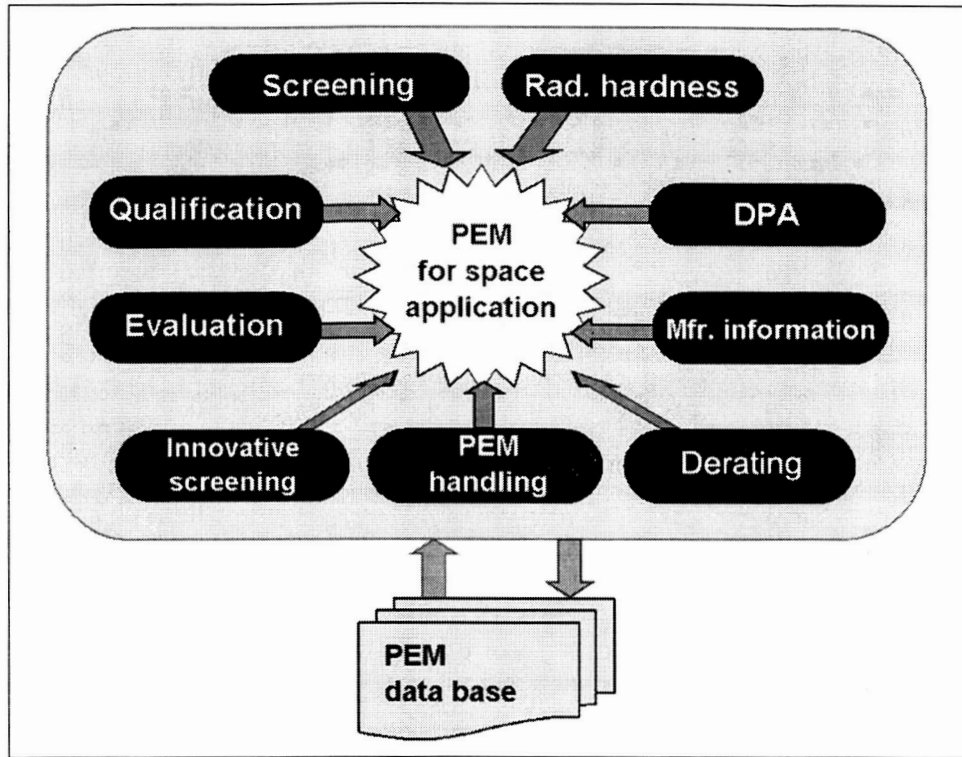 Screening
Rad. hardness
Qualification
PEM
for space
application
DPA
Evaluation
Mfr. information
Innovative
screening
PEM
handling
Derating
PEM
data base